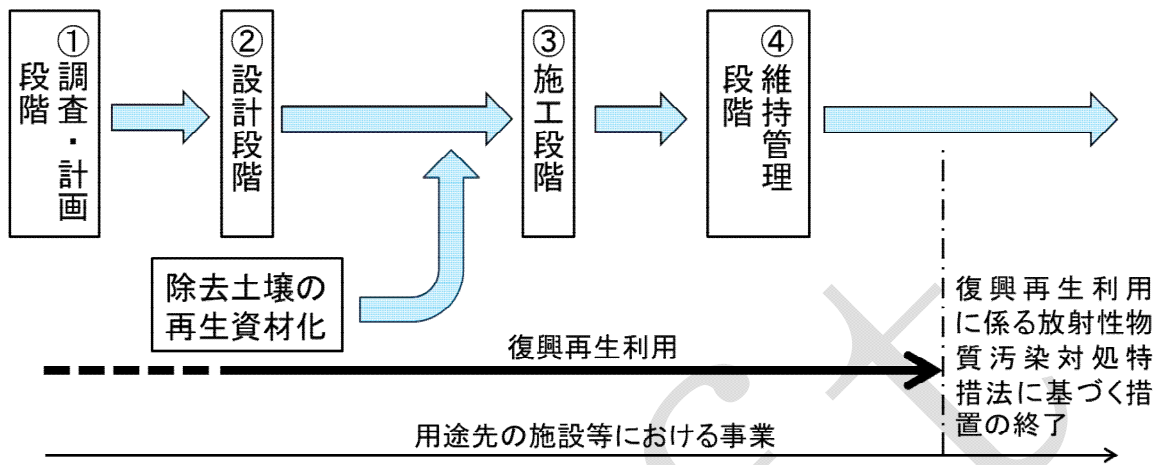 ①調査・計画
段階
②設計段階
③施工段階
④維持管理
段階
除去土壌の
再生資材化
復興再生利用
復興再生利用
に係る放射性物
質汚染対処特
措法に基づく措
置の終了
用途先の施設等における事業